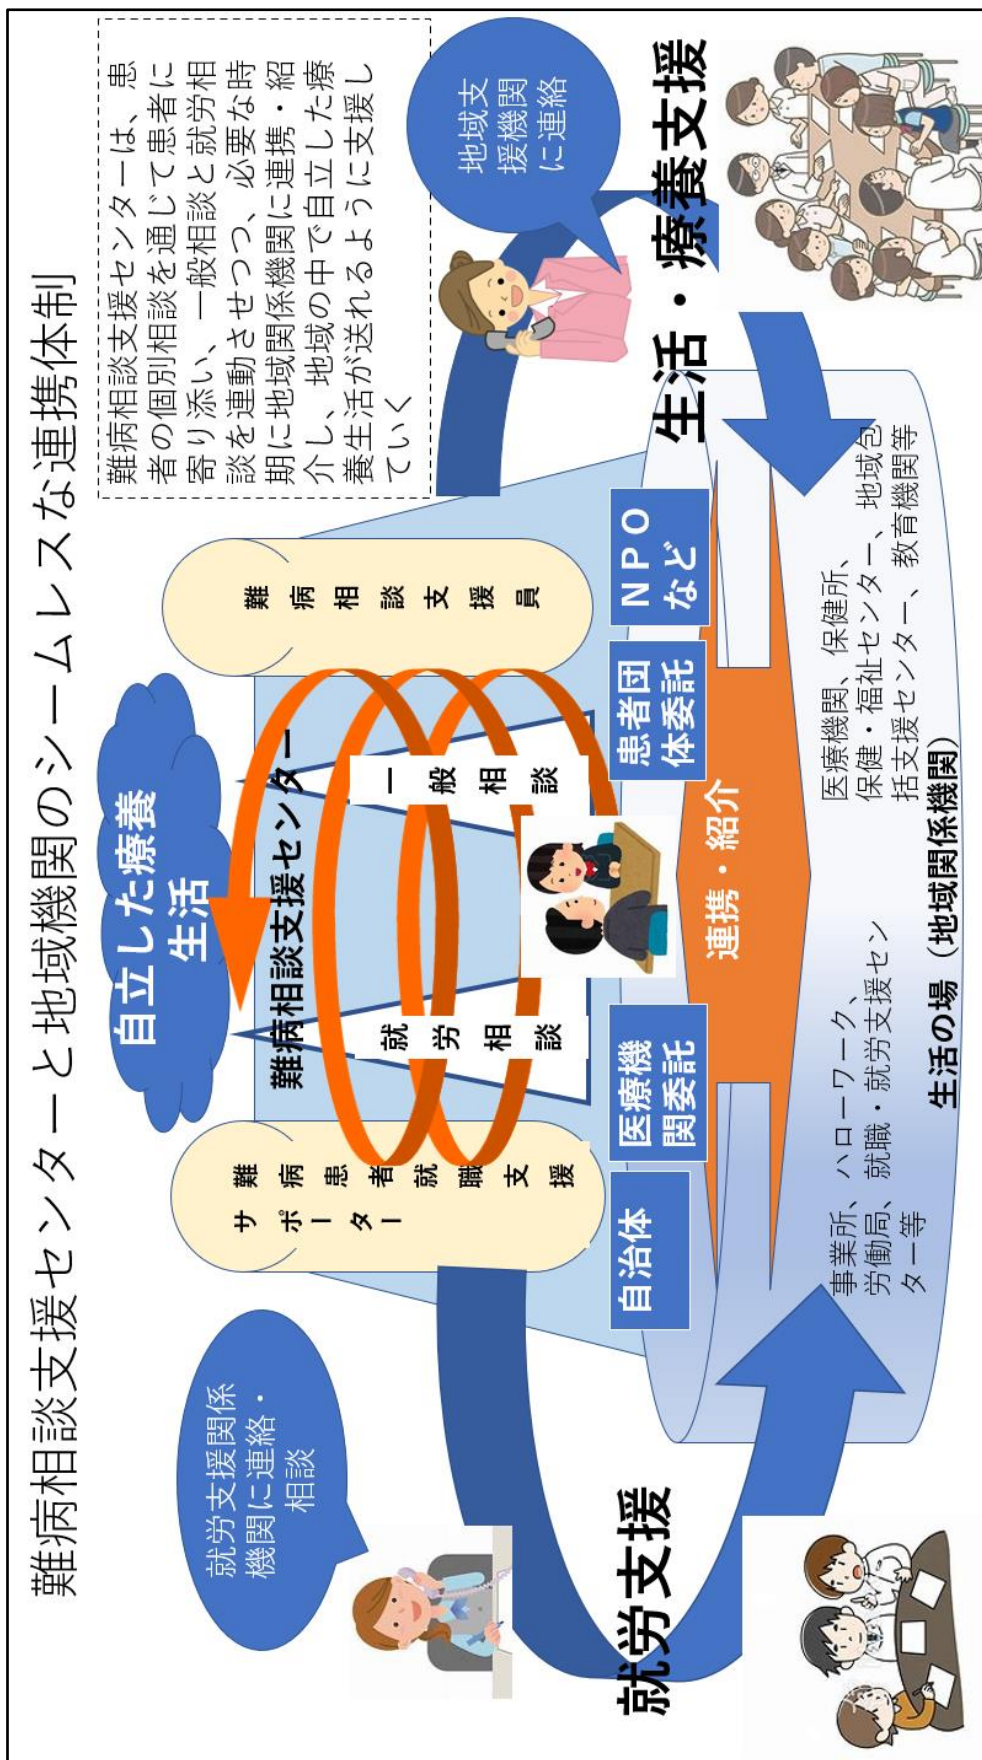 難病相談支援センターと地域機関のシームレスな連携体制
難病相談支援センターは、患
者の個別相談を通じて患者に
寄り添い、一般相談と就労相
談を連動させつつ、必要な時
期に地域関係機関に連携・紹
介し、地域の中で自立した療
養生活が送れるように支援し
ていく
自立した療養
生活
就労支援関係
機関に連絡・
相談
地域支
援機関
に連絡
難病相談支援センター
難病患者就職支援
サポーター
就労相談
一般相談
難病相談支援員
自治体
医療機
関委託
患者団
体委託
NPO
など
連携・紹介
就労支援
生活・療養支援
事業所、ハローワーク、
労働局、就職・就労支援セン
ター等
医療機関、保健所、
保健・福祉センター、地域包
括支援センター、教育機関等
生活の場（地域関係機関）